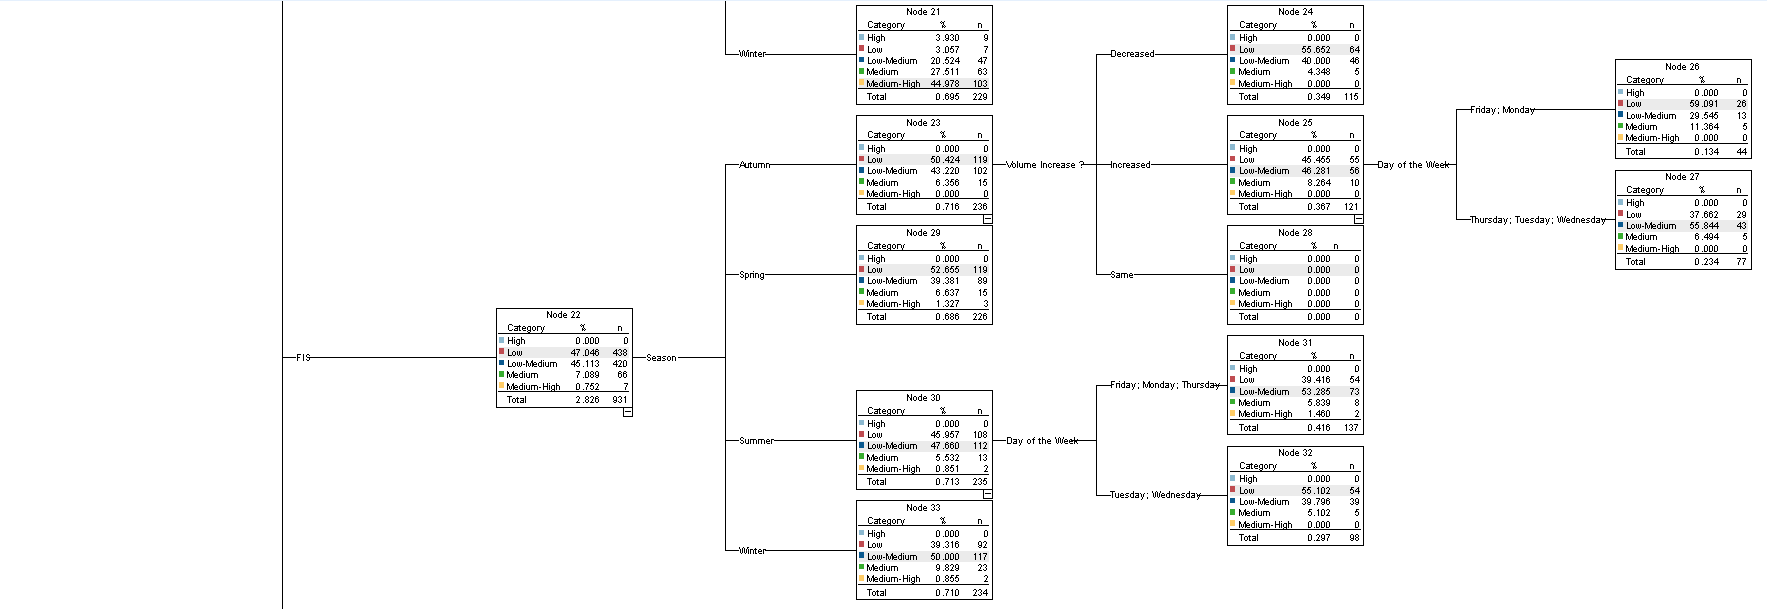 Node 21
Category % n
High 3.930 9
Low 3.057 7
Low-Medium 20.524 47
Medium 27.511 63
Medium-High 44.978 103
Total 0.695 229
Winter
Node 24
Category % n
High 0.000 0
Low 55.652 64
Low-Medium 40.000 46
Medium 4.348 5
Medium-High 0.000 0
Total 0.349 115
Decreased
Node 26
Category % n
High 0.000 0
Low 59.091 26
Low-Medium 29.545 13
Medium 11.364 5
Medium-High 0.000 0
Total 0.134 44
Friday; Monday
Node 23
Category % n
High 0.000 0
Low 50.424 119
Low-Medium 43.220 102
Medium 6.356 15
Medium-High 0.000 0
Total 0.716 236
Autumn
Volume Increase ?
Node 25
Category % n
High 0.000 0
Low 45.455 55
Low-Medium 46.281 56
Medium 8.264 10
Medium-High 0.000 0
Total 0.367 121
Increased
Day of the Week
Node 27
Category % n
High 0.000 0
Low 37.662 29
Low-Medium 55.844 43
Medium 6.494 5
Medium-High 0.000 0
Total 0.234 77
Thursday; Tuesday; Wednesday
Node 29
Category % n
High 0.000 0
Low 52.655 119
Low-Medium 39.381 89
Medium 6.637 15
Medium-High 1.327 3
Total 0.686 226
Spring
Node 28
Category % n
High 0.000 0
Low 0.000 0
Low-Medium 0.000 0
Medium 0.000 0
Medium-High 0.000 0
Total 0.000 0
Same
FIS
Node 22
Category % n
High 0.000 0
Low 47.046 438
Low-Medium 45.113 420
Medium 7.089 66
Medium-High 0.752 7
Total 2.826 931
Season
Node 31
Category % n
High 0.000 0
Low 39.416 54
Low-Medium 53.285 73
Medium 5.839 8
Medium-High 1.460 2
Total 0.416 137
Friday; Monday; Thursday
Node 30
Category % n
High 0.000 0
Low 45.957 108
Low-Medium 47.660 112
Medium 5.532 13
Medium-High 0.851 2
Total 0.713 235
Summer
Day of the Week
Node 32
Category % n
High 0.000 0
Low 55.102 54
Low-Medium 39.796 39
Medium 5.102 5
Medium-High 0.000 0
Total 0.297 98
Tuesday; Wednesday
Node 33
Category % n
High 0.000 0
Low 39.316 92
Low-Medium 50.000 117
Medium 9.829 23
Medium-High 0.855 2
Total 0.710 234
Winter